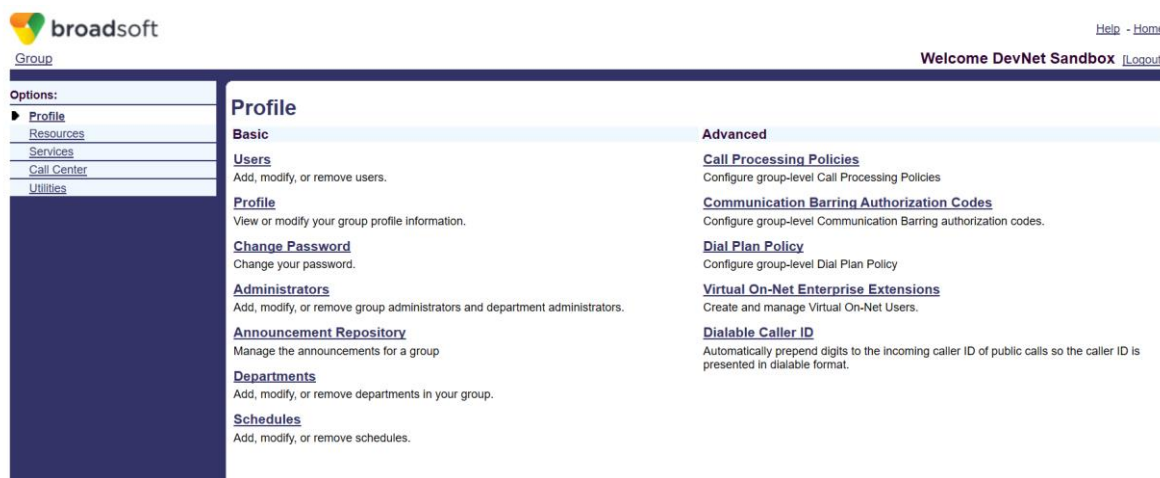 broadsoft
Help - Home
Group
Welcome DevNet Sandbox [Logout
Options:
Profile
Resources
Services
Call Center
Utilities
Profile
Basic
Users
Add, modify, or remove users.
Profile
View or modify your group profile information.
Change Password
Change your password.
Administrators
Add, modify, or remove group administrators and department administrators.
Announcement Repository
Manage the announcements for a group
Departments
Add, modify, or remove departments in your group.
Schedules
Add, modify, or remove schedules.
Advanced
Call Processing Policies
Configure group-level Call Processing Policies
Communication Barring Authorization Codes
Configure group-level Communication Barring authorization codes.
Dial Plan Policy
Configure group-level Dial Plan Policy
Virtual On-Net Enterprise Extensions
Create and manage Virtual On-Net Users.
Dialable Caller ID
Automatically prepend digits to the incoming caller ID of public calls so the caller ID is
presented in dialable format.